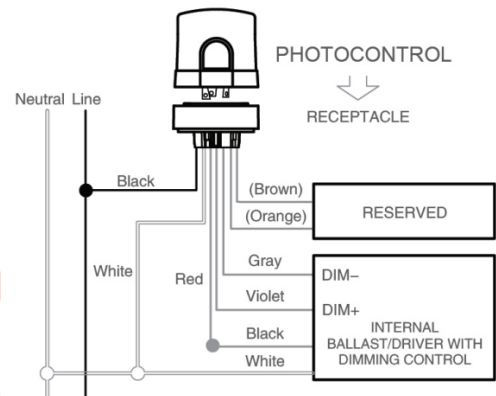 PHOTOCONTROL
RECEPTACLE
Neutral Line
Black
(Brown)
(Orange)
RESERVED
White
Red
Gray
Violet
Black
White
DIM−
DIM+
INTERNAL
BALLAST/DRIVER WITH
DIMMING CONTROL